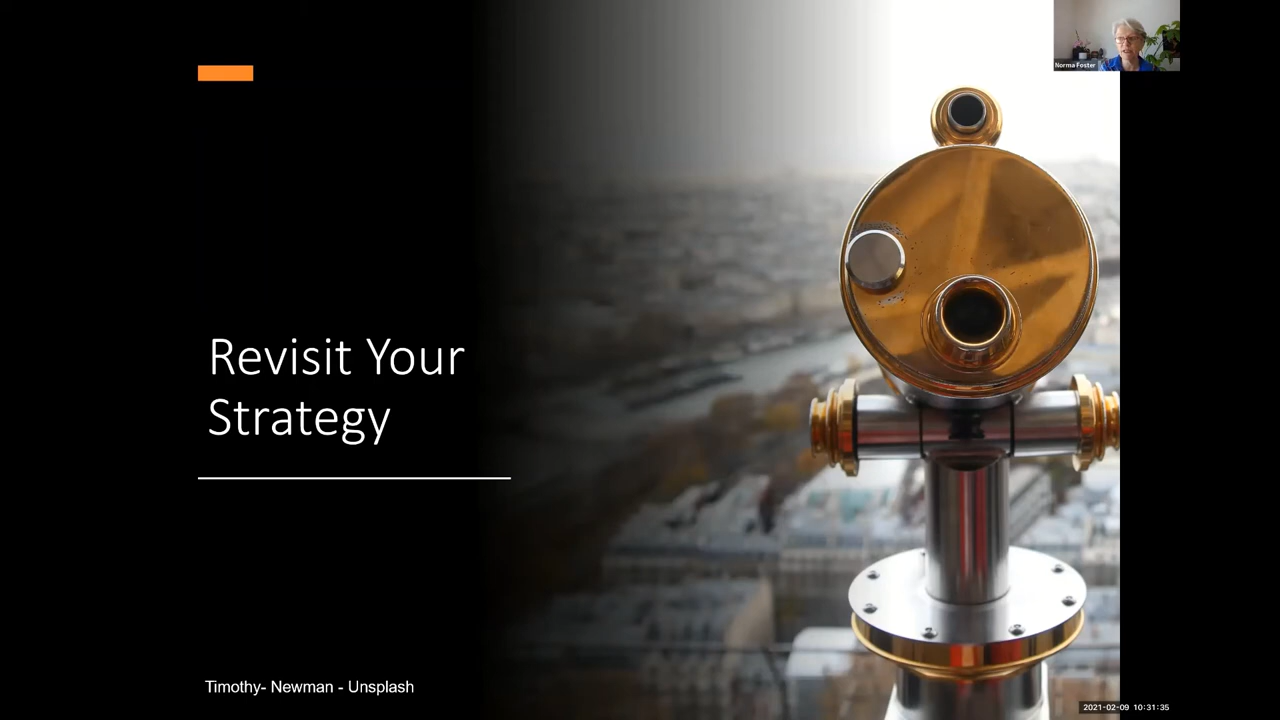 Norma Foster
Revisit Your
Strategy
Timothy- Newman - Unsplash
2021-02-09 10:31:35